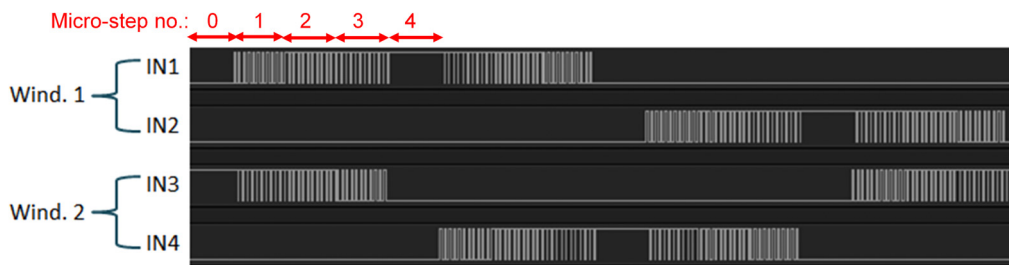 Micro-step no.: 0 1 2 3 4
IN1
Wind. 1
IN2
IN3
Wind. 2
IN4